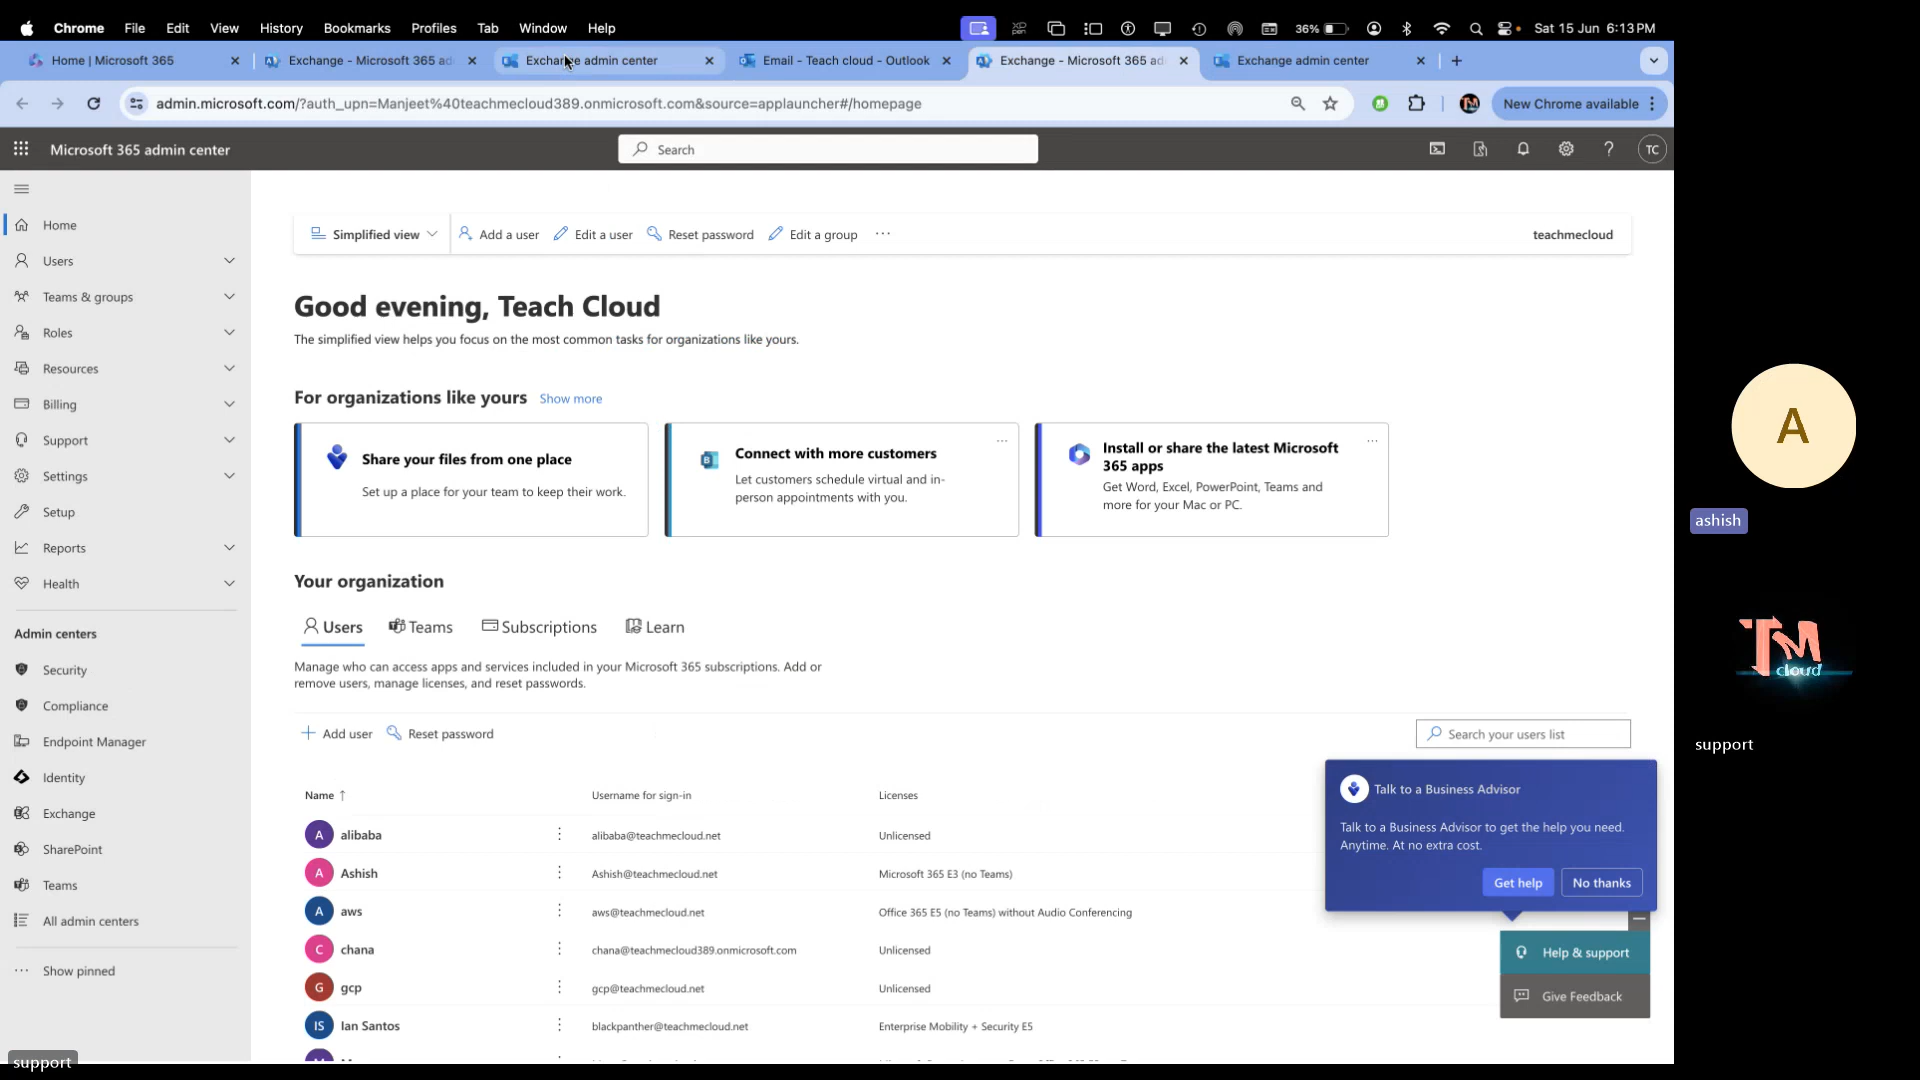 Chrome File Edit View History Bookmarks Profiles Tab Window Help 36% Sat 15 Jun 6:13 PM
Home | Microsoft 365 Exchange - Microsoft 365 ad Exchange admin center Email - Teach cloud - Outlook Exchange - Microsoft 365 ad Exchange admin center
admin.microsoft.com/?auth_upn=Manjeet%40teachmecloud389.onmicrosoft.com&source=applauncher#/homepage New Chrome available
Microsoft 365 admin center Search TC
Home
Users
Teams & groups
Roles
Resources
Billing
Support
Settings
Setup
Reports
Health
Admin centers
Security
Compliance
Endpoint Manager
Identity
Exchange
SharePoint
Teams
All admin centers
Show pinned
Simplified view Add a user Edit a user Reset password Edit a group teachmecloud
Good evening, Teach Cloud
The simplified view helps you focus on the most common tasks for organizations like yours.
For organizations like yours Show more
Share your files from one place
Set up a place for your team to keep their work.
Connect with more customers
Let customers schedule virtual and in-
person appointments with you.
Install or share the latest Microsoft
365 apps
Get Word, Excel, PowerPoint, Teams and
more for your Mac or PC.
Your organization
Users Teams Subscriptions Learn
Manage who can access apps and services included in your Microsoft 365 subscriptions. Add or
remove users, manage licenses, and reset passwords.
Add user Reset password Search your users list
Name ↑ Username for sign-in Licenses
A alibaba alibaba@teachmecloud.net Unlicensed
A Ashish Ashish@teachmecloud.net Microsoft 365 E3 (no Teams)
A aws aws@teachmecloud.net Office 365 E5 (no Teams) without Audio Conferencing
C chana chana@teachmecloud389.onmicrosoft.com Unlicensed
G gcp gcp@teachmecloud.net Unlicensed
IS Ian Santos blackpanther@teachmecloud.net Enterprise Mobility + Security E5
Talk to a Business Advisor
Talk to a Business Advisor to get the help you need.
Anytime. At no extra cost.
Get help No thanks
Help & support
Give Feedback
A
ashish
TM
cloud
support
support